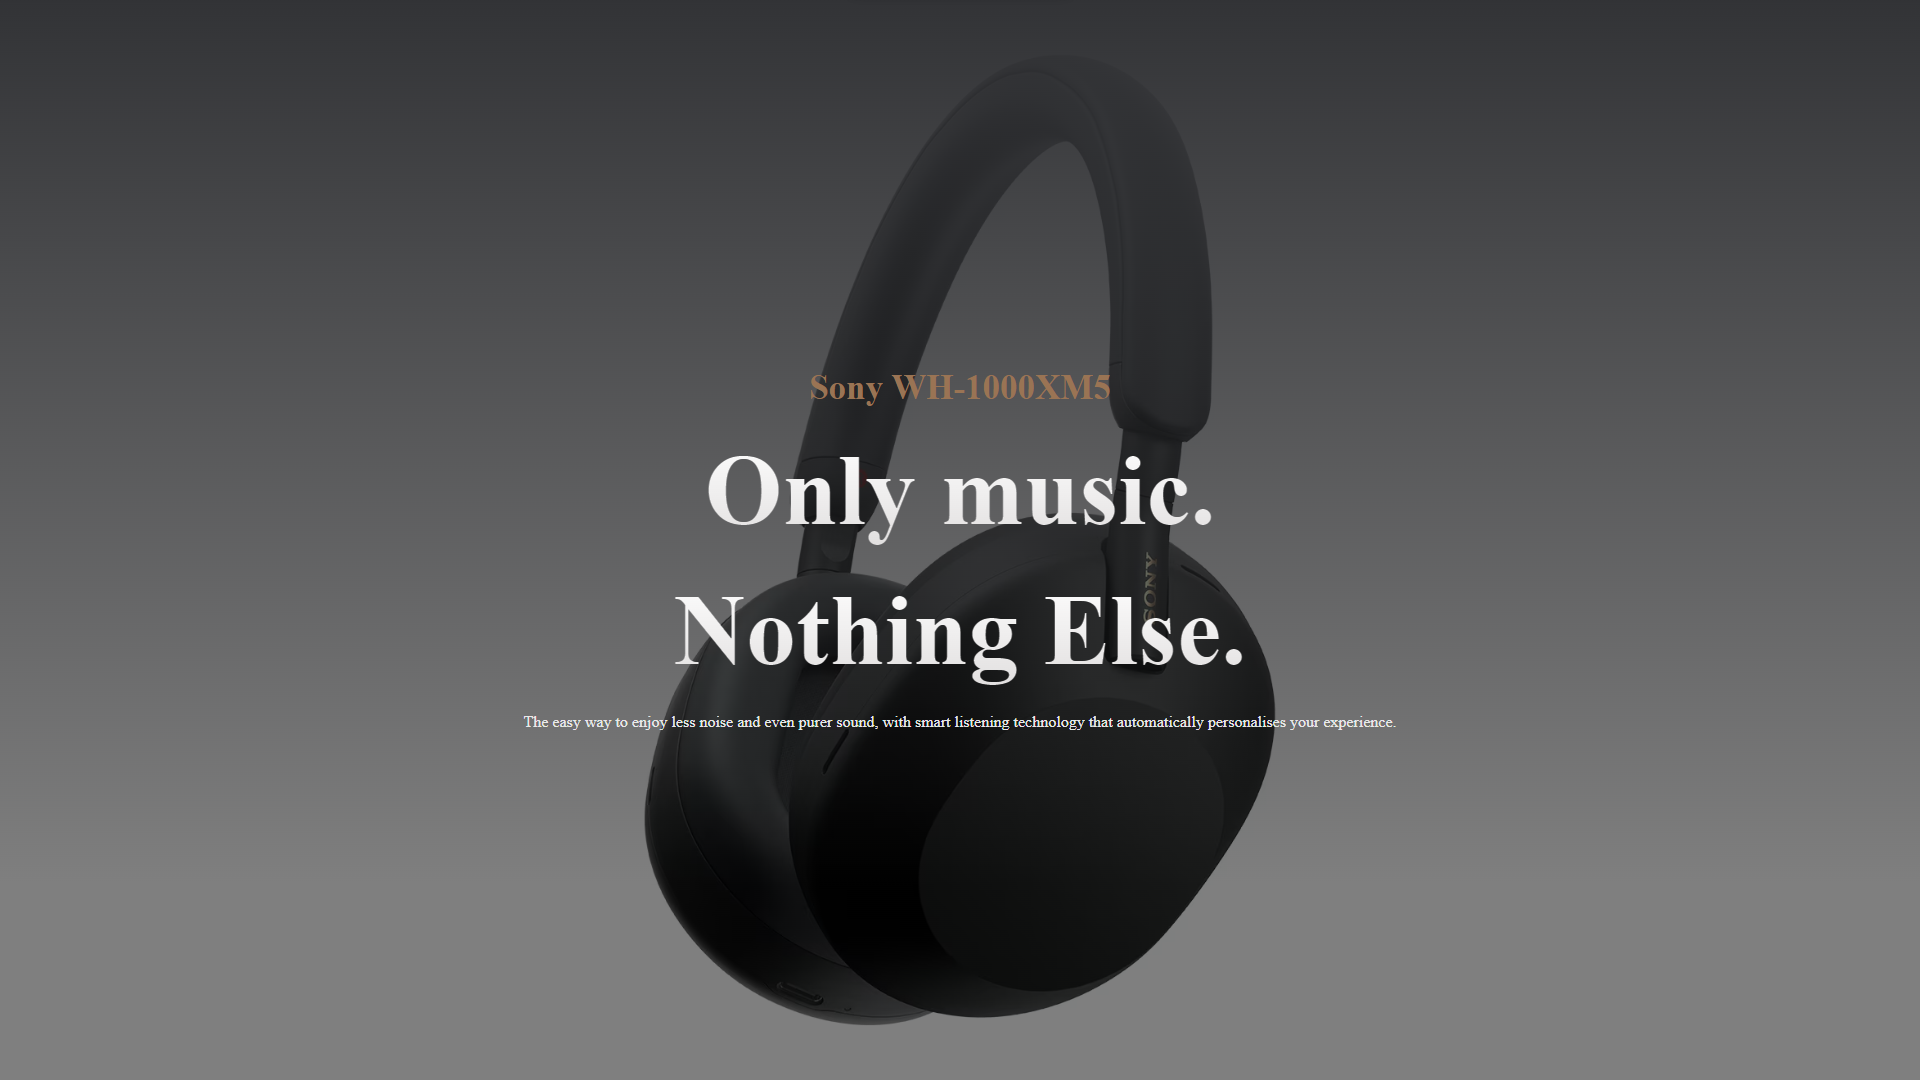 Sony WH-1000XM5
Only music.
SONY
Nothing Else.
The easy way to enjoy less noise and even purer sound, with smart listening technology that automatically personalises your experience.